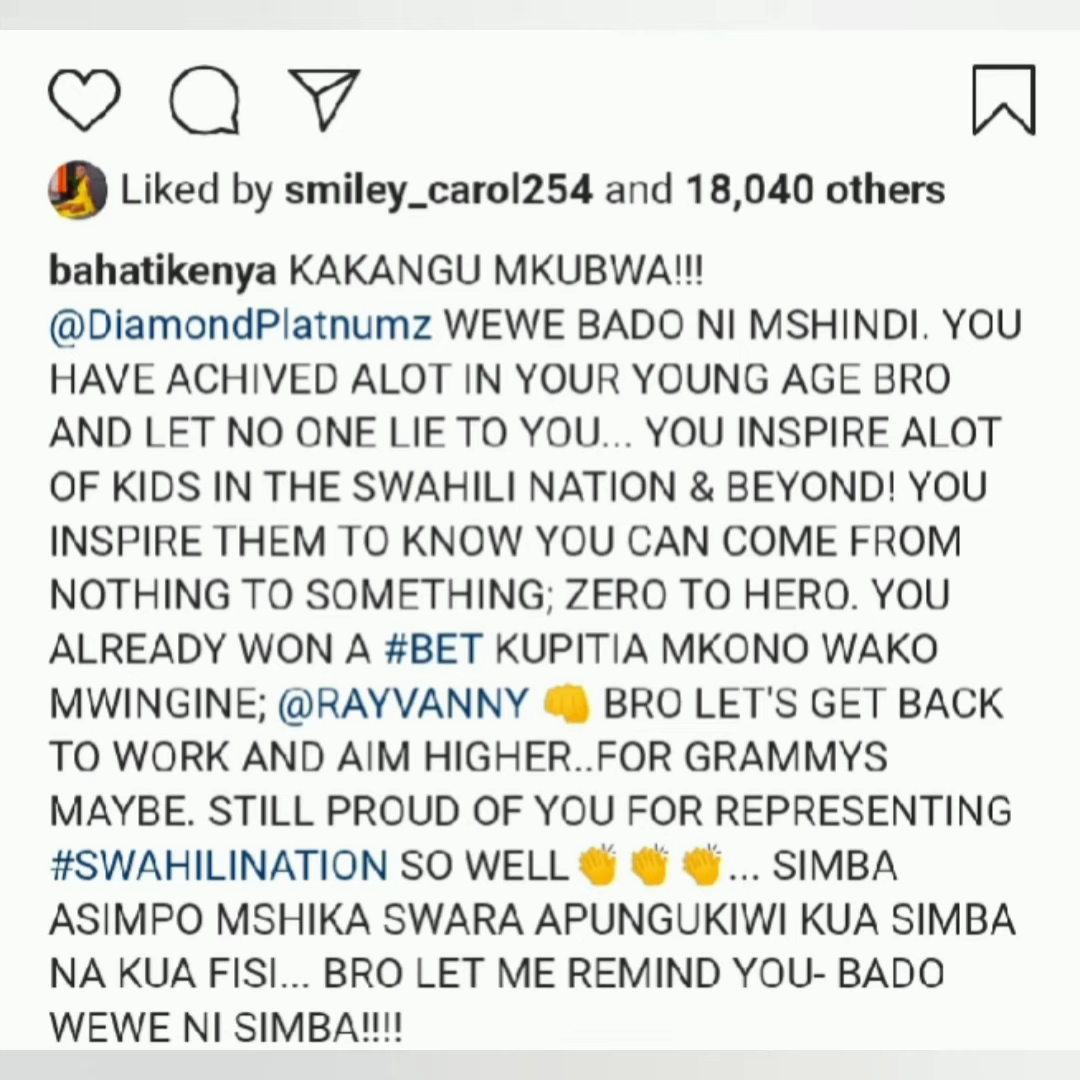 Liked by smiley_carol254 and 18,040 others
bahatikenya KAKANGU MKUBWA!!!
@DiamondPlatnumz WEWE BADO NI MSHINDI. YOU
HAVE ACHIVED ALOT IN YOUR YOUNG AGE BRO
AND LET NO ONE LIE TO YOU... YOU INSPIRE ALOT
OF KIDS IN THE SWAHILI NATION & BEYOND! YOU
INSPIRE THEM TO KNOW YOU CAN COME FROM
NOTHING TO SOMETHING; ZERO TO HERO. YOU
ALREADY WON A #BET KUPITIA MKONO WAKO
MWINGINE; @RAYVANNY 👊 BRO LET'S GET BACK
TO WORK AND AIM HIGHER..FOR GRAMMYS
MAYBE. STILL PROUD OF YOU FOR REPRESENTING
#SWAHILINATION SO WELL👏👏👏... SIMBA
ASIMPO MSHIKA SWARA APUNGUKIWI KUA SIMBA
NA KUA FISI... BRO LET ME REMIND YOU- BADO
WEWE NI SIMBA!!!!